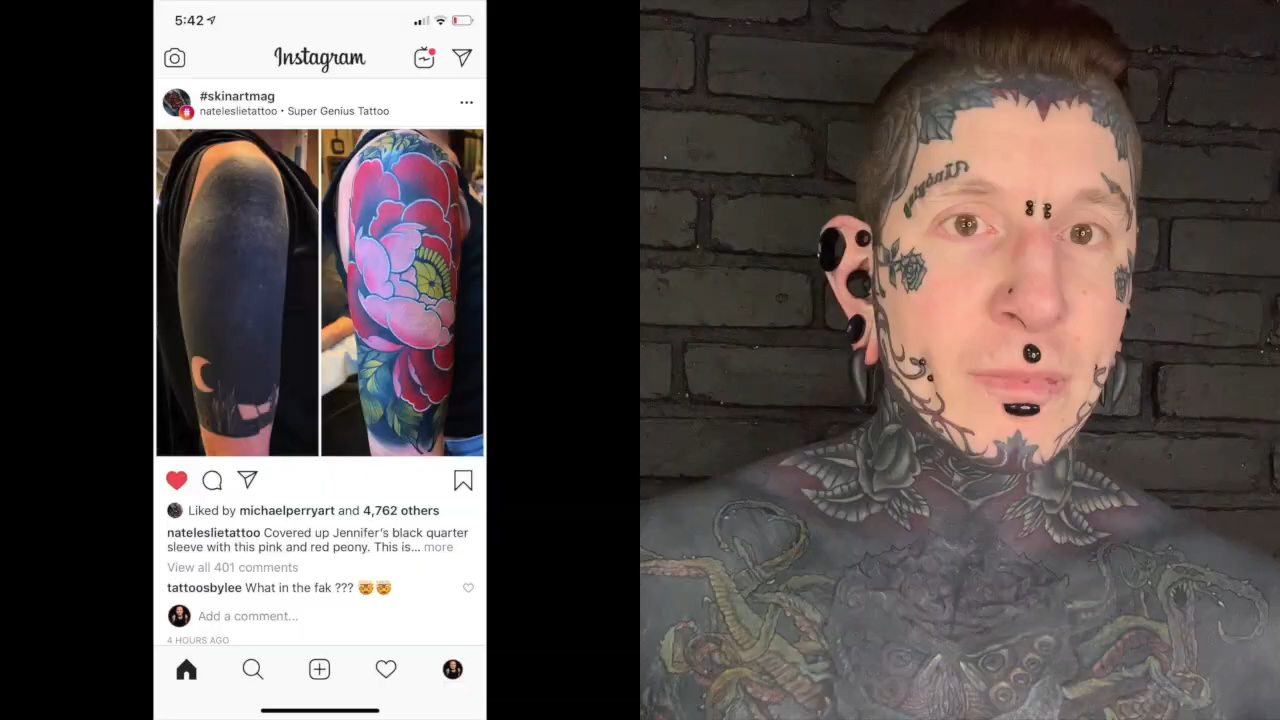 5:42
Instagram
#skinartmag
nateleslietattoo • Super Genius Tattoo
Liked by michaelperryart and 4,762 others
nateleslietattoo Covered up Jennifer's black quarter
sleeve with this pink and red peony. This is... more
View all 401 comments
tattoosbylee What in the fak ??? 🤯🤯
Add a comment...
4 HOURS AGO